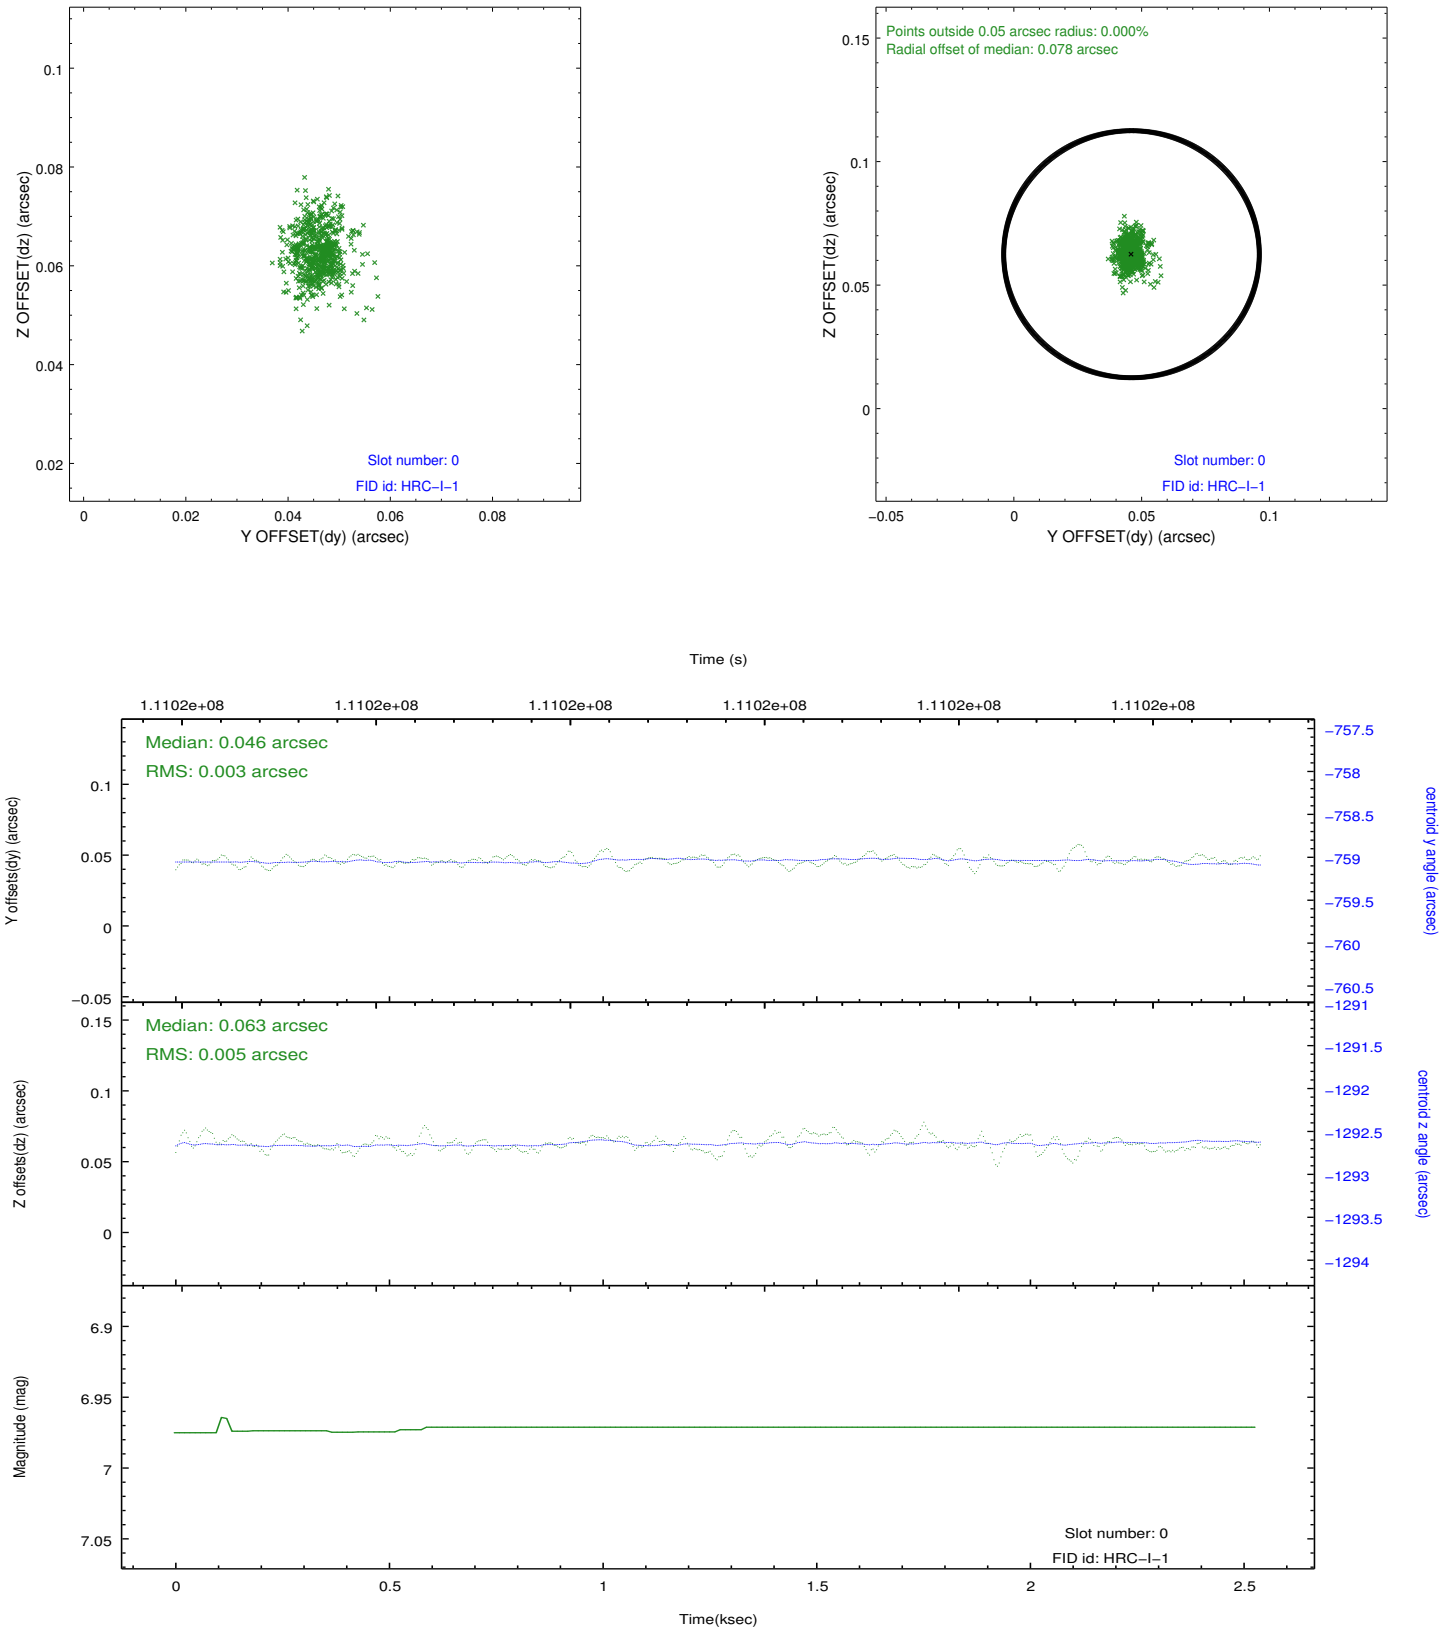 0.1
0.08
0.06
0.04
0.02
Z OFFSET(dz) (arcsec)
Slot number: 0
FID id: HRC−I−1
0 0.02 0.04 0.06 0.08
Y OFFSET(dy) (arcsec)
Points outside 0.05 arcsec radius: 0.000%
Radial offset of median: 0.078 arcsec
0.15
0.1
0.05
0
Z OFFSET(dz) (arcsec)
Slot number: 0
FID id: HRC−I−1
−0.05 0 0.05 0.1
Y OFFSET(dy) (arcsec)
Time (s)
1.1102e+08 1.1102e+08 1.1102e+08 1.1102e+08 1.1102e+08 1.1102e+08
Median: 0.046 arcsec
RMS: 0.003 arcsec
0.1
0.05
0
−0.05
Y offsets(dy) (arcsec)
−757.5
−758
−758.5
−759
−759.5
−760
−760.5
centroid y angle (arcsec)
Median: 0.063 arcsec
RMS: 0.005 arcsec
0.15
0.1
0.05
0
Z offsets(dz) (arcsec)
−1291
−1291.5
−1292
−1292.5
−1293
−1293.5
−1294
centroid z angle (arcsec)
6.9
6.95
7
7.05
Magnitude (mag)
Slot number: 0
FID id: HRC−I−1
0 0.5 1 1.5 2 2.5
Time(ksec)